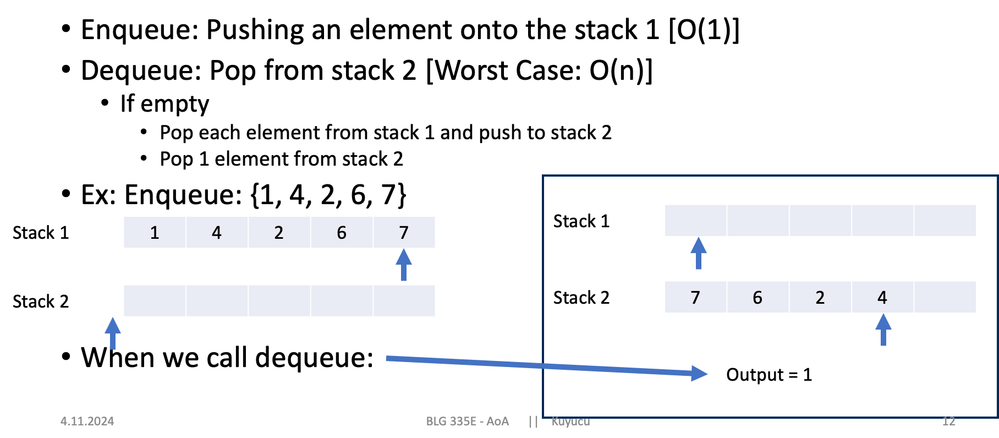 • Enqueue: Pushing an element onto the stack 1 [O(1)]
• Dequeue: Pop from stack 2 [Worst Case: O(n)]
• If empty
• Pop each element from stack 1 and push to stack 2
• Pop 1 element from stack 2
• Ex: Enqueue: {1, 4, 2, 6, 7}
Stack 1 1 4 2 6 7
Stack 2
• When we call dequeue:
Stack 1
Stack 2 7 6 2 4
Output = 1
4.11.2024 BLG 335E - AoA || Kuyucu 12